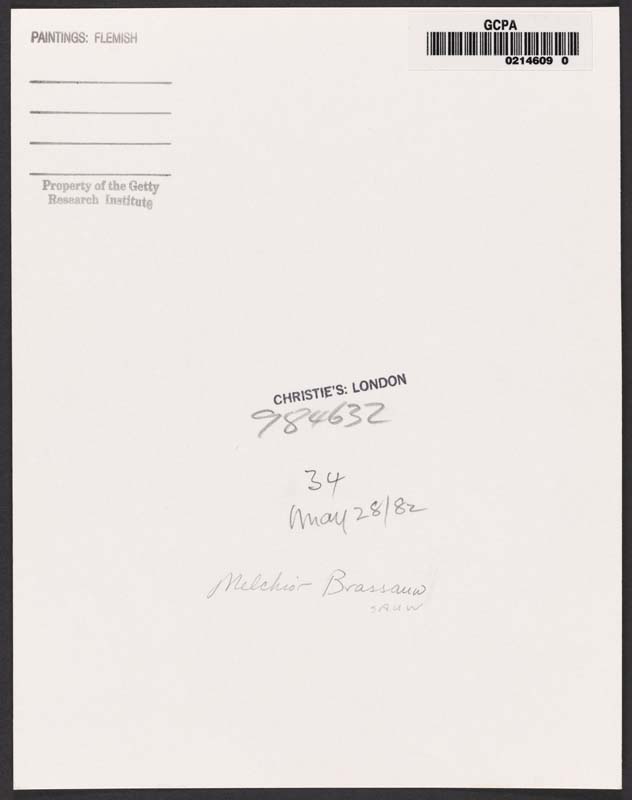 PAINTINGS: FLEMISH
GCPA
0214609 0
Property of the Getty
Research Institute
CHRISTIE'S: LONDON
984632
34
May 28/82
Melchior Brassauw
SAUW